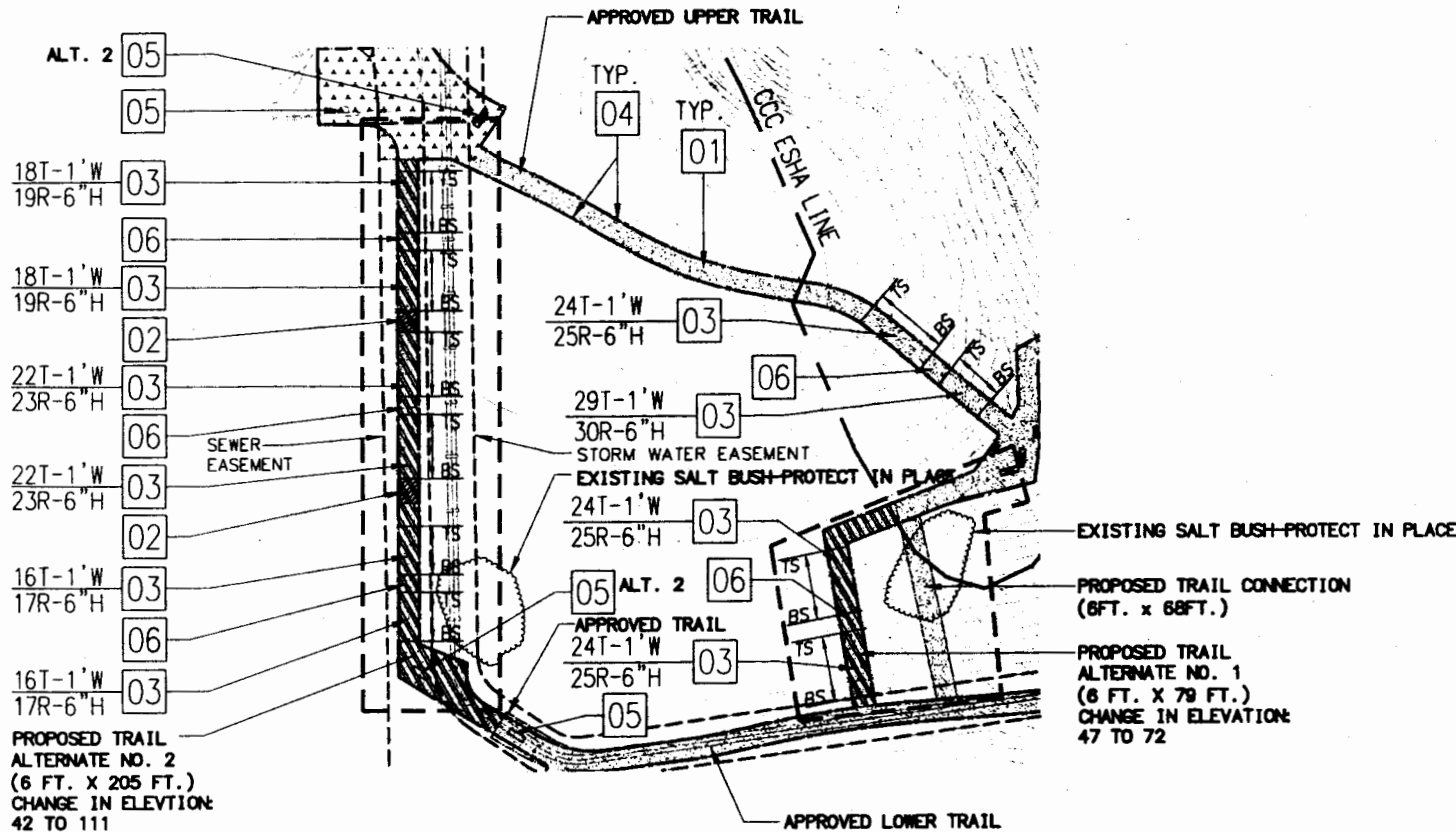 APPROVED UPPER TRAIL
ALT. 2 05
05
TYP.
04
TYP.
01
CCC ESHA LINE
18T-1'W
19R-6"H
03
06
18T-1'W
19R-6"H
03
02
22T-1'W
23R-6"H
03
06
SEWER
EASEMENT
22T-1'W
23R-6"H
03
02
16T-1'W
17R-6"H
03
06
16T-1'W
17R-6"H
03
PROPOSED TRAIL
ALTERNATE NO. 2
(6 FT. X 205 FT.)
CHANGE IN ELEVTION:
42 TO 111
TS
BS
TS
BS
TS
BS
TS
BS
TS
BS
TS
BS
24T-1'W
25R-6"H
03
06
29T-1'W
30R-6"H
03
TS
BS
TS
BS
STORM WATER EASEMENT
EXISTING SALT BUSH-PROTECT IN PLACE
24T-1'W
25R-6"H
03
05 ALT. 2
06
APPROVED TRAIL
24T-1'W
25R-6"H
03
05
TS
BS
TS
BS
EXISTING SALT BUSH-PROTECT IN PLACE
PROPOSED TRAIL CONNECTION
(6FT. x 68FT.)
PROPOSED TRAIL
ALTERNATE NO. 1
(6 FT. X 79 FT.)
CHANGE IN ELEVATION:
47 TO 72
APPROVED LOWER TRAIL